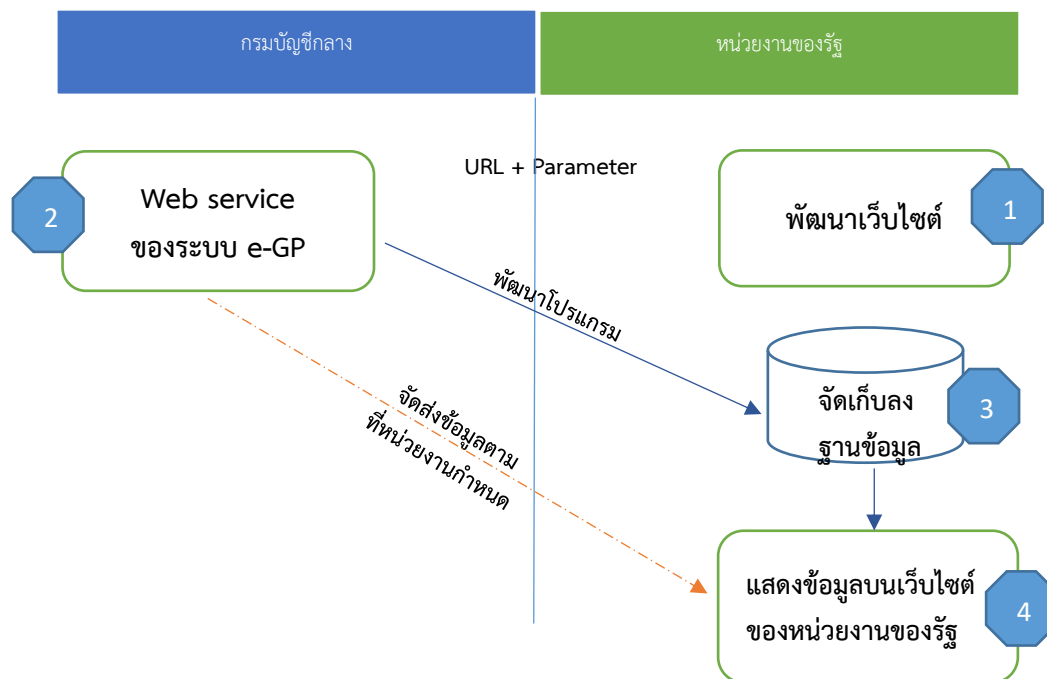 กรมบัญชีกลาง
หน่วยงานของรัฐ
URL + Parameter
2
Web service
ของระบบ e-GP
พัฒนาเว็บไซต์
1
พัฒนาโปรแกรม
จัดส่งข้อมูลตาม
ที่หน่วยงานกำหนด
จัดเก็บลง
ฐานข้อมูล
3
แสดงข้อมูลบนเว็บไซต์
ของหน่วยงานของรัฐ
4